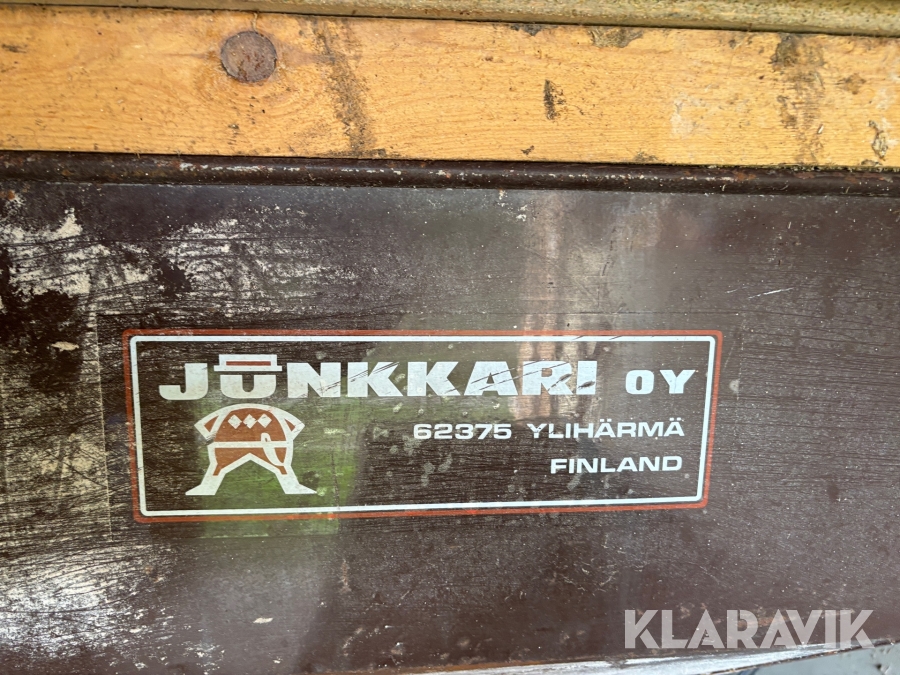 JUNKKARI OY
62375 YLIHÄRMÄ
FINLAND
KLARAVIK